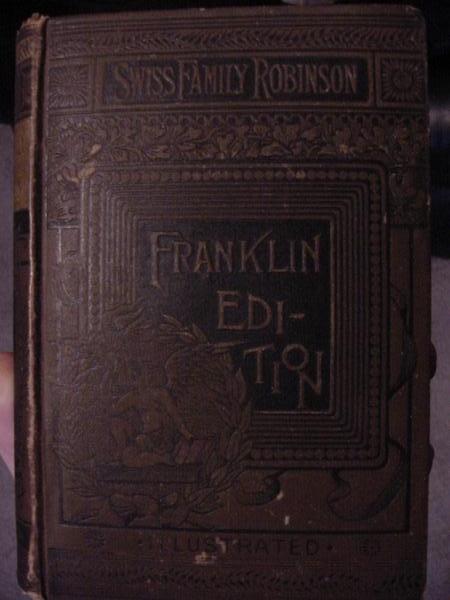 SWISS FAMILY ROBINSON
FRANKLIN
EDI-
TION
ILLUSTRATED